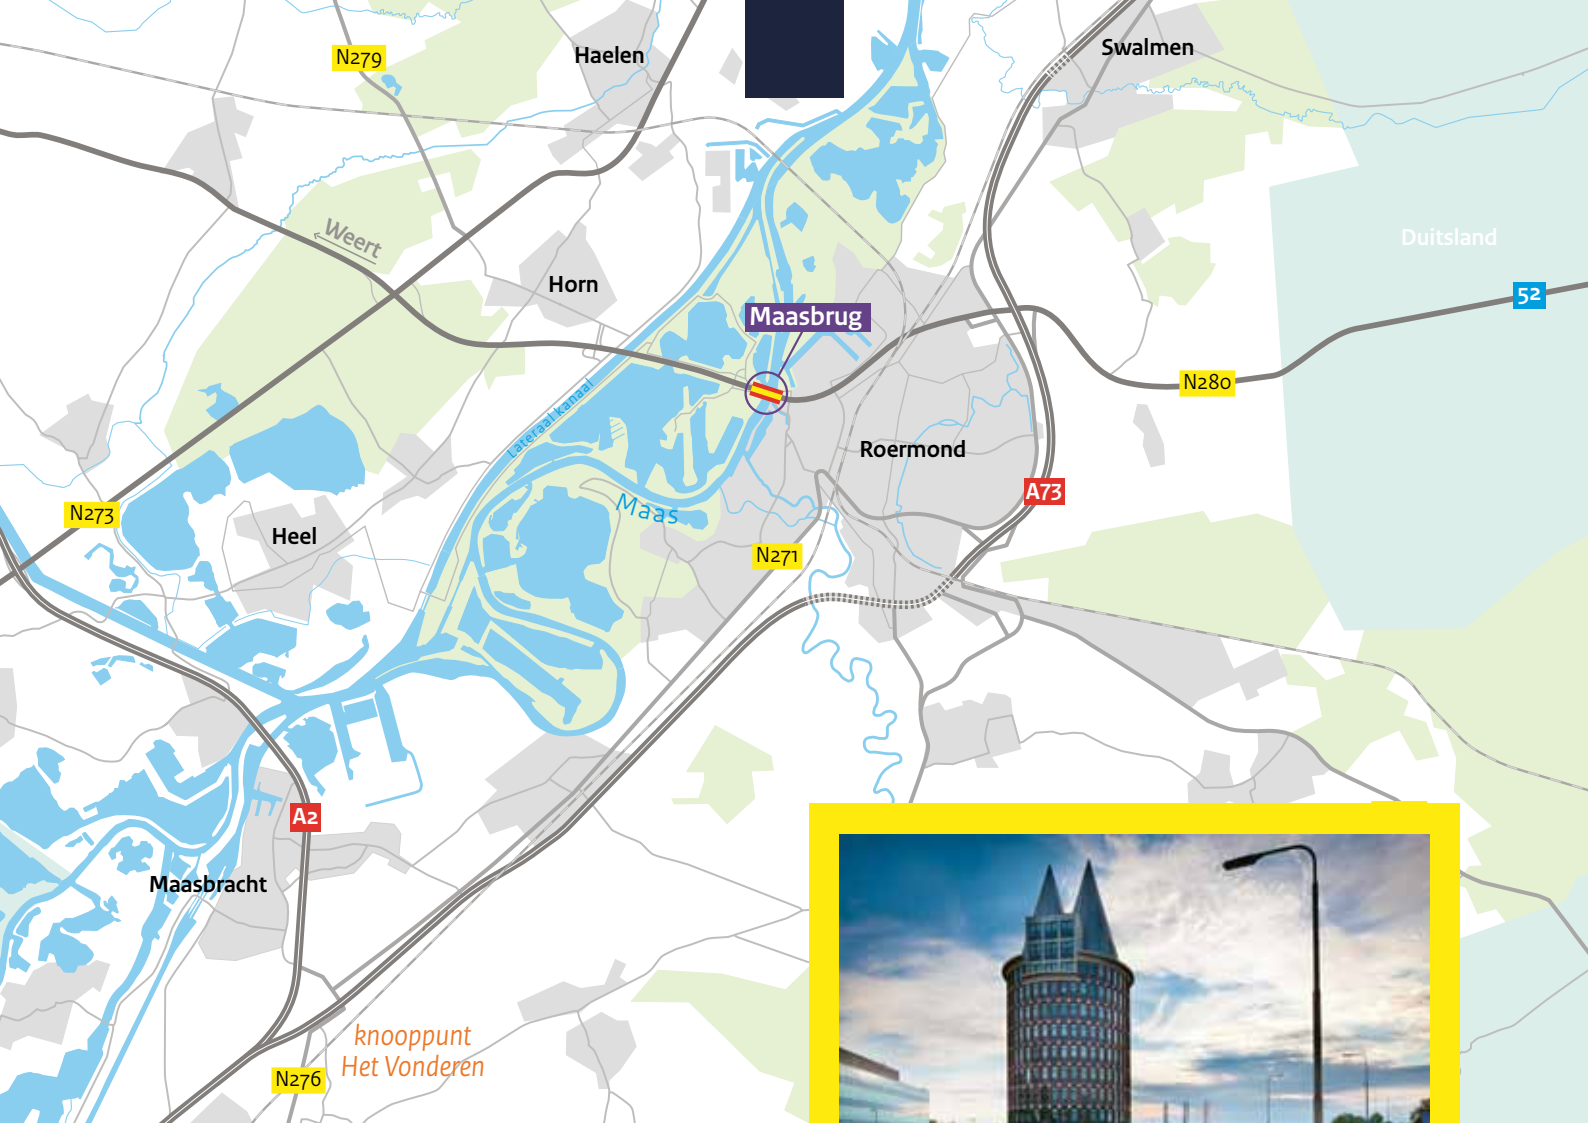 Haelen
Swalmen
N279
Weert
Duitsland
Horn
52
Maasbrug
N280
Lateraal kanaal
Roermond
A73
Maas
N273
Heel
N271
A2
Maasbracht
knooppunt
Het Vonderen
N276